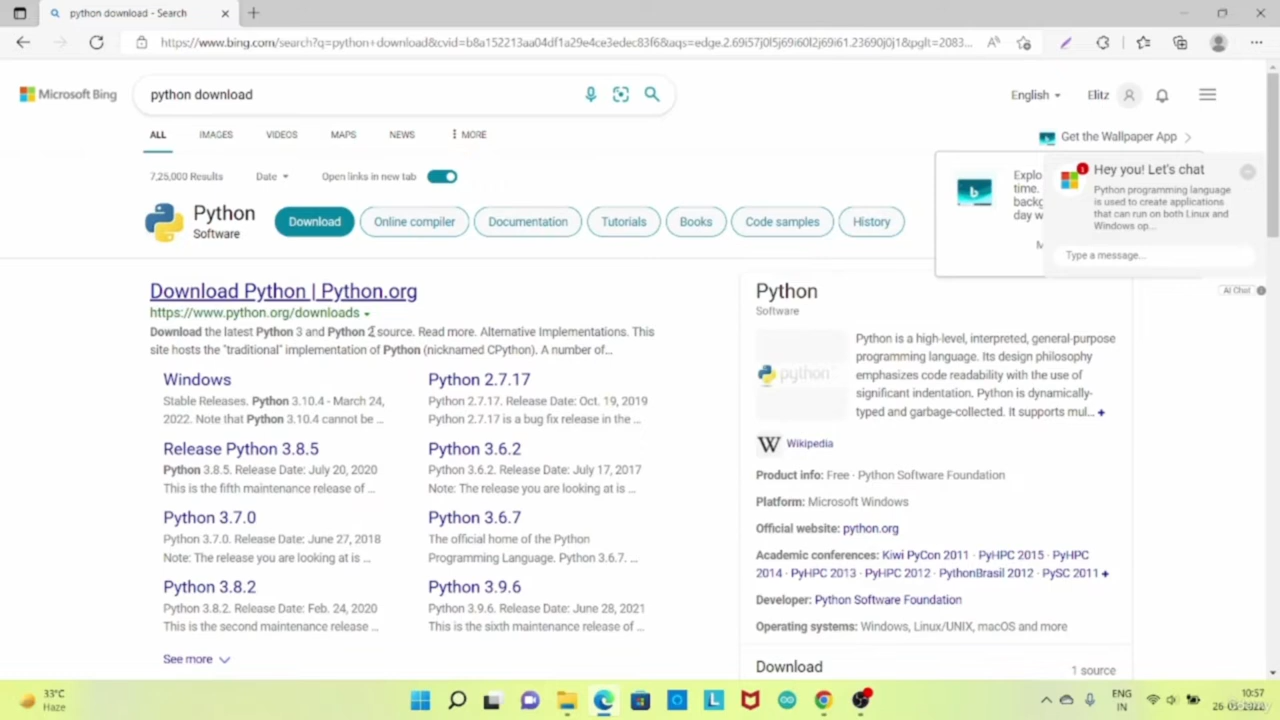 python download - Search
https://www.bing.com/search?q=python+download&cvid=b8a152213aa04df1a29e4ce3edec83f6&aqs=edge.2.69i57j0l5j69i60l2j69i61.23690j0j1&pglt=2083...
Microsoft Bing
python download
English
Elitz
ALL
IMAGES
VIDEOS
MAPS
NEWS
MORE
Get the Wallpaper App
7,25,000 Results
Date
Open links in new tab
Explo
time.
backg
day w
M
1
Hey you! Let's chat
Python programming language
is used to create applications
that can run on both Linux and
Windows op...
Type a message...
AI Chat
Python
Software
Download
Online compiler
Documentation
Tutorials
Books
Code samples
History
Download Python | Python.org
https://www.python.org/downloads
Download the latest Python 3 and Python 2 source. Read more. Alternative Implementations. This
site hosts the "traditional" implementation of Python (nicknamed CPython). A number of...
Windows
Stable Releases. Python 3.10.4 - March 24,
2022. Note that Python 3.10.4 cannot be ...
Python 2.7.17
Python 2.7.17. Release Date: Oct. 19, 2019
Python 2.7.17 is a bug fix release in the ...
Release Python 3.8.5
Python 3.8.5. Release Date: July 20, 2020
This is the fifth maintenance release of ...
Python 3.6.2
Python 3.6.2. Release Date: July 17, 2017
Note: The release you are looking at is ...
Python 3.7.0
Python 3.7.0. Release Date: June 27, 2018
Note: The release you are looking at is ...
Python 3.6.7
The official home of the Python
Programming Language. Python 3.6.7. ...
Python 3.8.2
Python 3.8.2. Release Date: Feb. 24, 2020
This is the second maintenance release ...
Python 3.9.6
Python 3.9.6. Release Date: June 28, 2021
This is the sixth maintenance release of ...
See more
Python
Software
python
Python is a high-level, interpreted, general-purpose
programming language. Its design philosophy
emphasizes code readability with the use of
significant indentation. Python is dynamically-
typed and garbage-collected. It supports mul...
W Wikipedia
Product info: Free · Python Software Foundation
Platform: Microsoft Windows
Official website: python.org
Academic conferences: Kiwi PyCon 2011 · PyHPC 2015 · PyHPC
2014 · PyHPC 2013 · PyHPC 2012 · PythonBrasil 2012 · PySC 2011
Developer: Python Software Foundation
Operating systems: Windows, Linux/UNIX, macOS and more
Download
1 source
33°C
Haze
ENG
IN
10:57